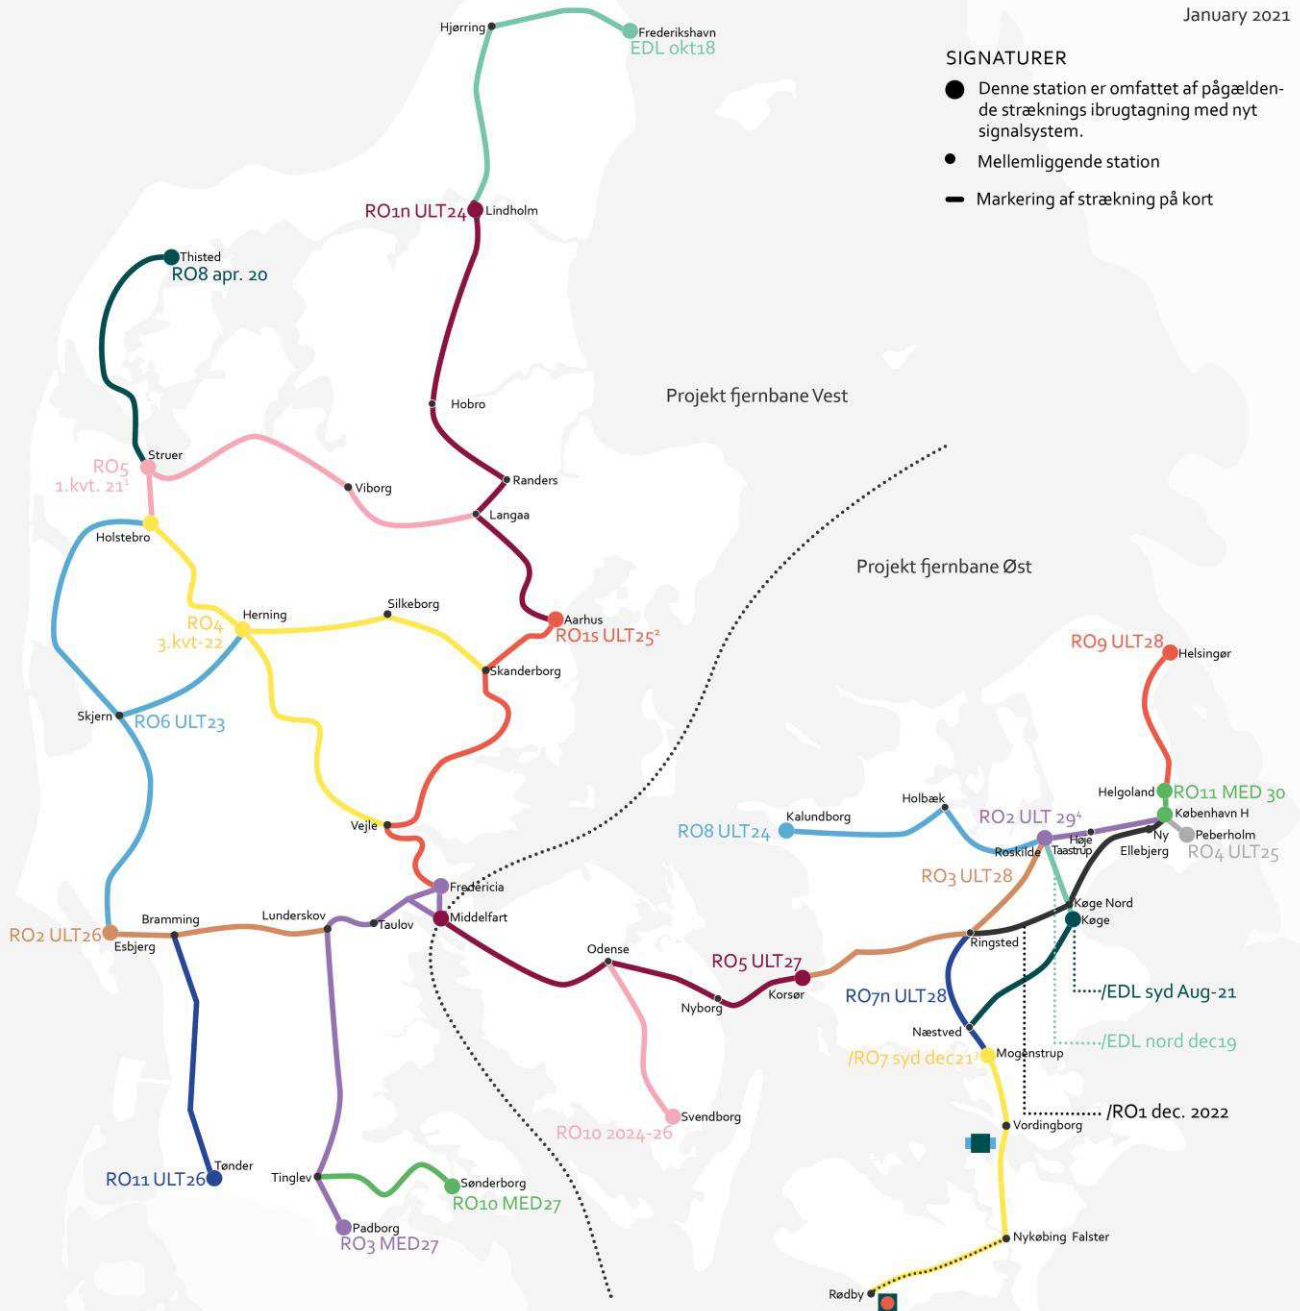 January 2021
SIGNATURER
Denne station er omfattet af pågælden-
de stræknings ibrugtagning med nyt
signalsystem.
Mellemliggende station
Markering af strækning på kort
Hjørring
Frederikshavn
EDL okt18
RO1n ULT24
Lindholm
Thisted
RO8 apr. 20
Hobro
Projekt fjernbane Vest
Struer
RO5
1.kvt. 21¹
Viborg
Randers
Langaa
Holstebro
Projekt fjernbane Øst
Silkeborg
Herning
RO4
3.kvt-22
Aarhus
RO1s ULT25²
Skanderborg
RO9 ULT28
Helsingør
Skjern
RO6 ULT23
Helgoland
RO11 MED 30
Holbæk
Kalundborg
RO8 ULT24
RO2 ULT 29⁴
København H
Vejle
Høje
Taastrup
Ny
Ellebjerg
Peberholm
RO4 ULT25
Roskilde
RO3 ULT28
Fredericia
Køge Nord
Køge
Middelfart
Lunderskov
Taulov
Bramming
RO2 ULT26
Esbjerg
Ringsted
Odense
RO5 ULT27
Korsør
Nyborg
RO7n ULT28
/EDL syd Aug-21
Næstved
/EDL nord dec19
/RO7 syd dec21³
Mogenstrup
/RO1 dec. 2022
Svendborg
RO10 2024-26
Vordingborg
Tønder
RO11 ULT26
Tinglev
Sønderborg
RO10 MED27
Padborg
RO3 MED27
Nykøbing Falster
Rødby